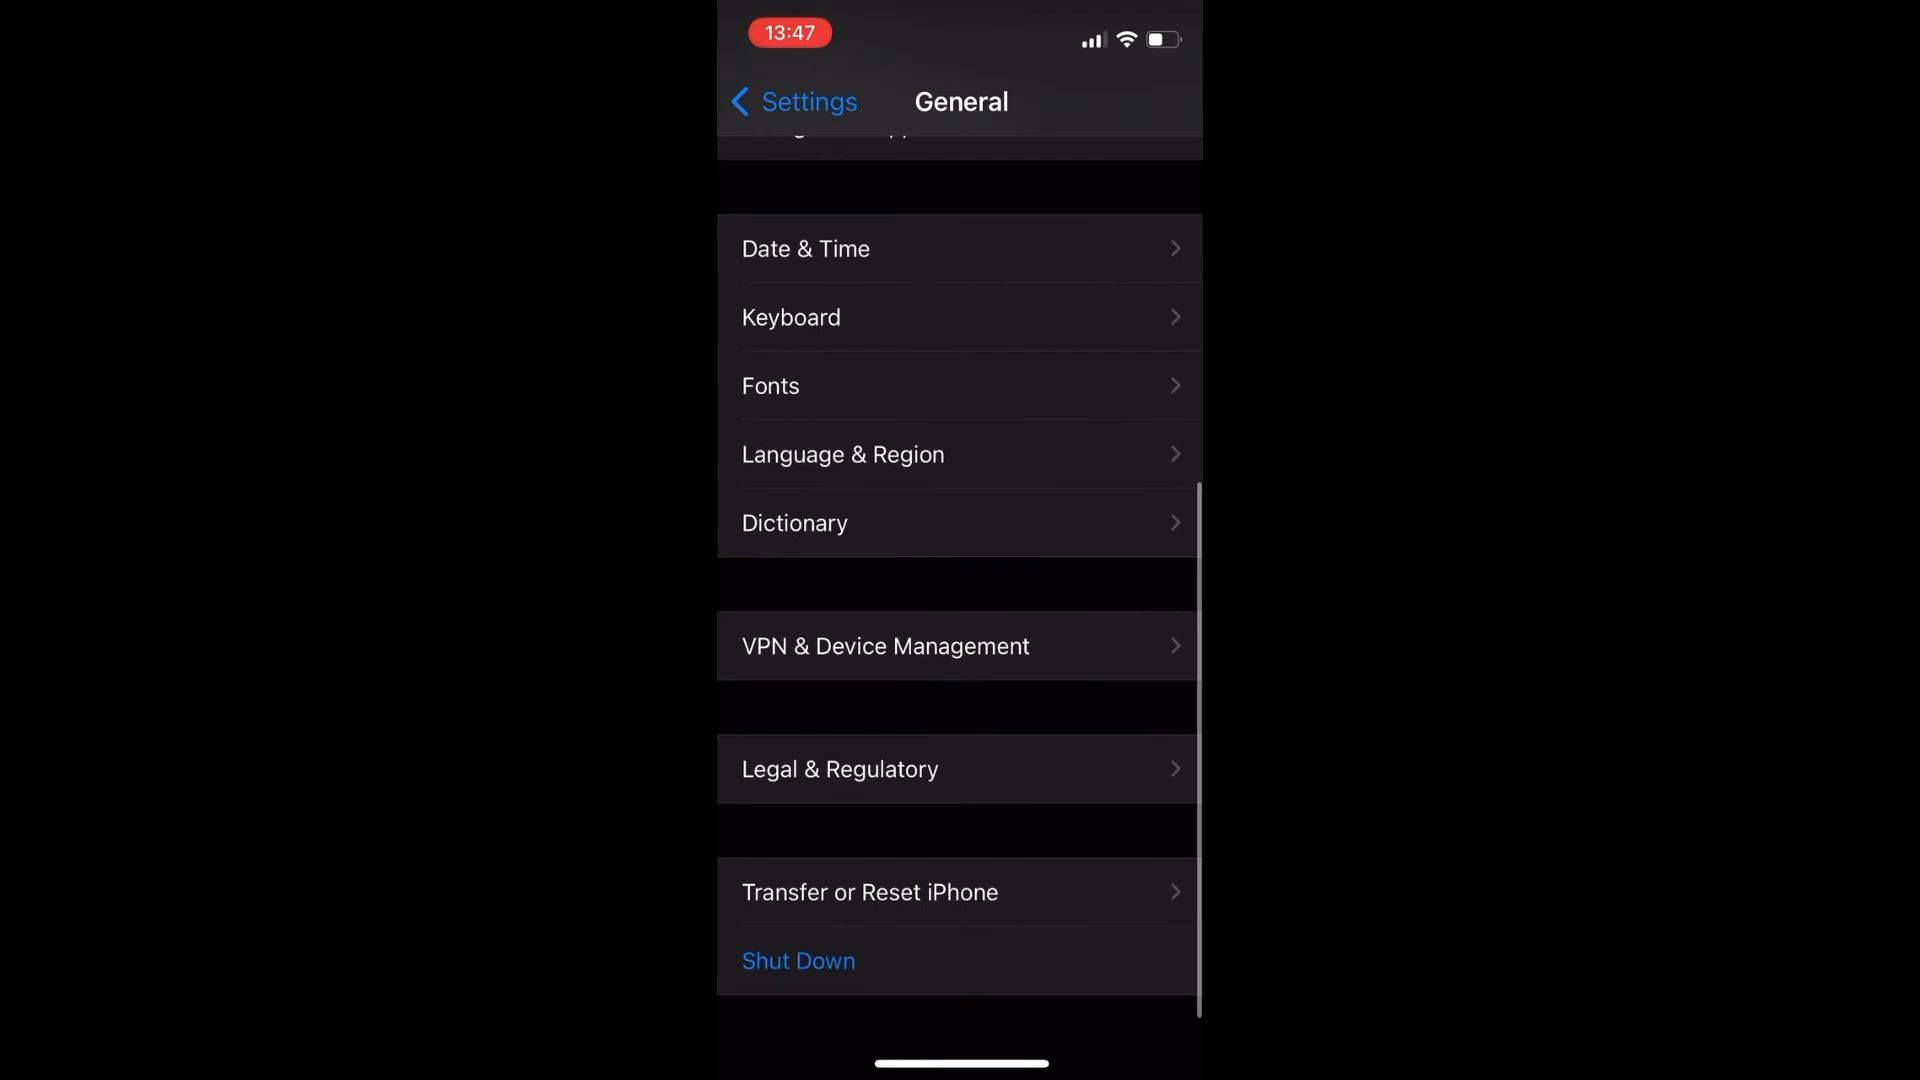 13:47
Settings
General
Date & Time
Keyboard
Fonts
Language & Region
Dictionary
VPN & Device Management
Legal & Regulatory
Transfer or Reset iPhone
Shut Down